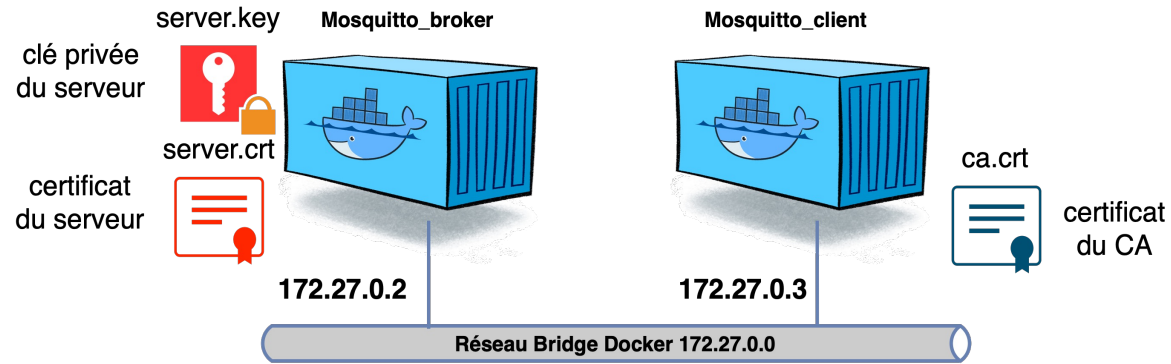 server.key
clé privée
du serveur
server.crt
certificat
du serveur
Mosquitto_broker
Mosquitto_client
ca.crt
certificat
du CA
172.27.0.2
172.27.0.3
Réseau Bridge Docker 172.27.0.0